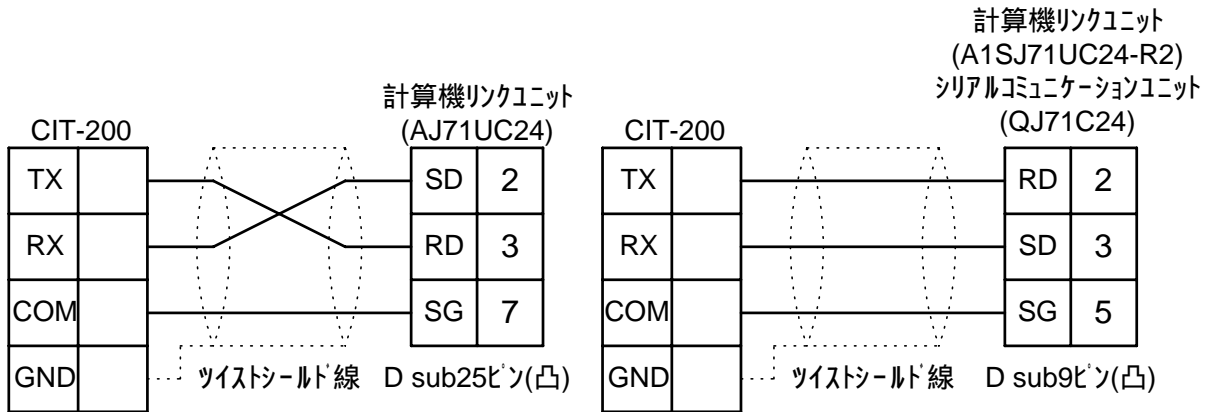 計算機リンクユニット
(AJ71UC24)
CIT-200
TX
RX
COM
GND
SD 2
RD 3
SG 7
ツイストシールド線
D sub25ピン(凸)
計算機リンクユニット
(A1SJ71UC24-R2)
シリアルコミュニケーションユニット
(QJ71C24)
CIT-200
TX
RX
COM
GND
RD 2
SD 3
SG 5
ツイストシールド線
D sub9ピン(凸)